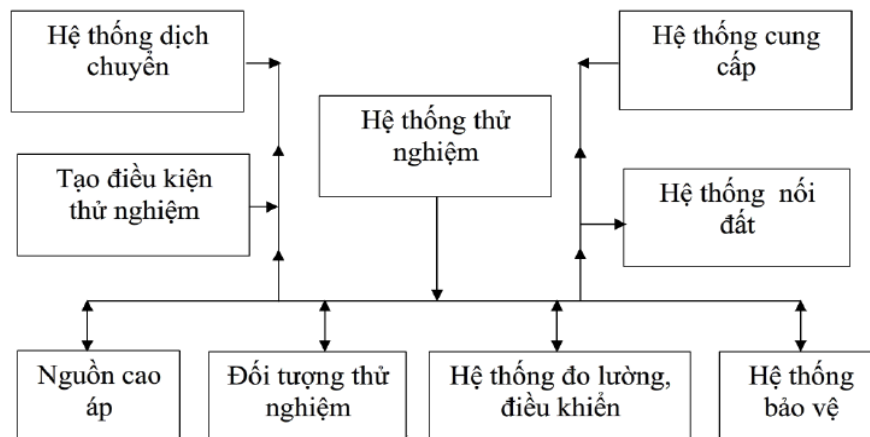 Hệ thống dịch
chuyển
Hệ thống cung
cấp
Hệ thống thử
nghiệm
Tạo điều kiện
thử nghiệm
Hệ thống nối
đất
Nguồn cao
áp
Đối tượng thử
nghiệm
Hệ thống đo lường,
điều khiển
Hệ thống
bảo vệ